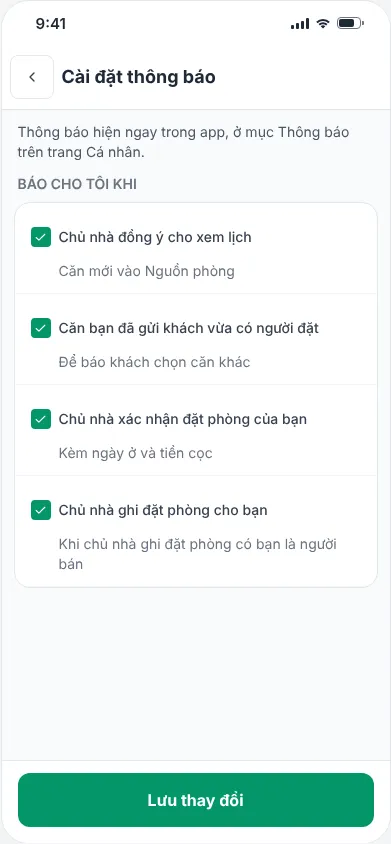 9:41
Cài đặt thông báo
Thông báo hiện ngay trong app, ở mục Thông báo
trên trang Cá nhân.
BÁO CHO TÔI KHI
Chủ nhà đồng ý cho xem lịch
Căn mới vào Nguồn phòng
Căn bạn đã gửi khách vừa có người đặt
Để báo khách chọn căn khác
Chủ nhà xác nhận đặt phòng của bạn
Kèm ngày ở và tiền cọc
Chủ nhà ghi đặt phòng cho bạn
Khi chủ nhà ghi đặt phòng có bạn là người
bán
Lưu thay đổi